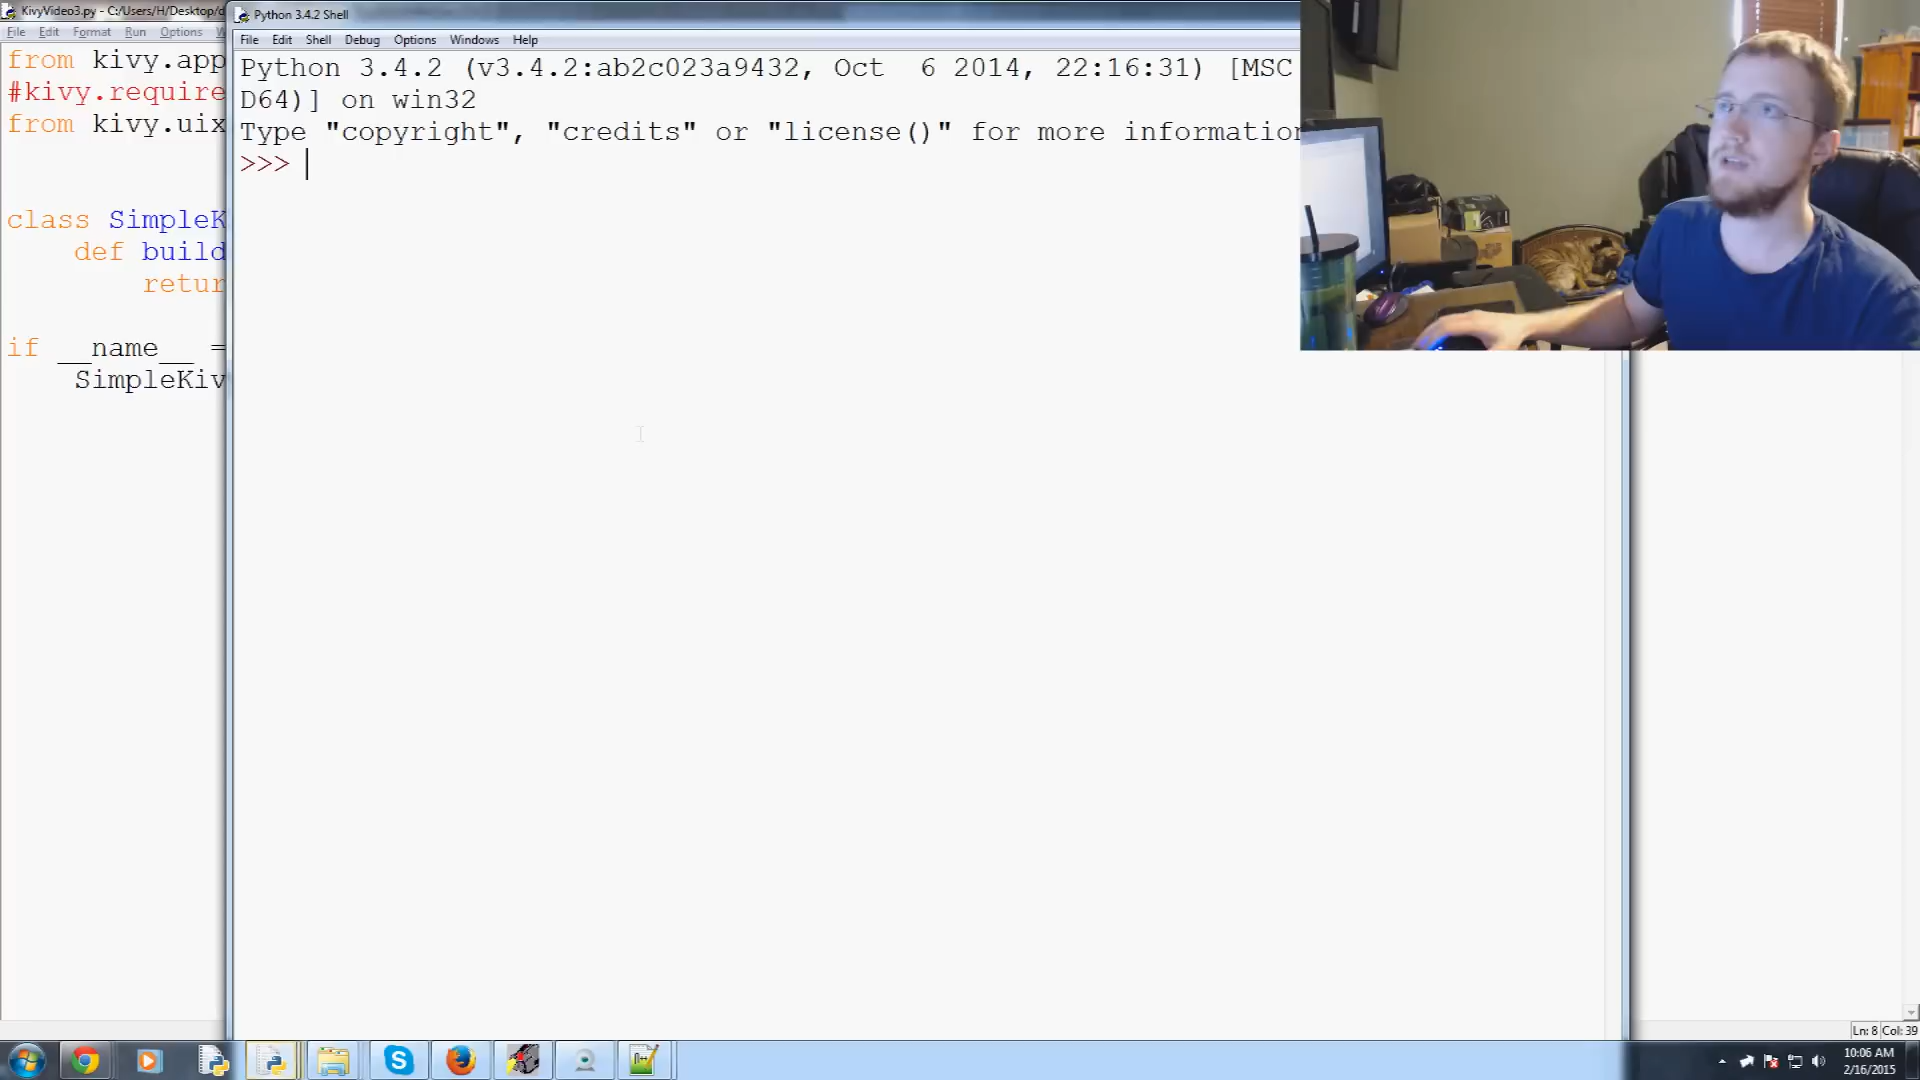 KivyVideo3.py - C:/Users/H/Desktop/d
File Edit Format Run Options W
from kivy.app
#kivy.require
from kivy.uix
class SimpleK
def build
retur
if __name__ =
SimpleKiv
Python 3.4.2 Shell
File Edit Shell Debug Options Windows Help
Python 3.4.2 (v3.4.2:ab2c023a9432, Oct  6 2014, 22:16:31) [MSC
D64)] on win32
Type "copyright", "credits" or "license()" for more information
>>>
Ln: 8 Col: 39
10:06 AM
2/16/2015